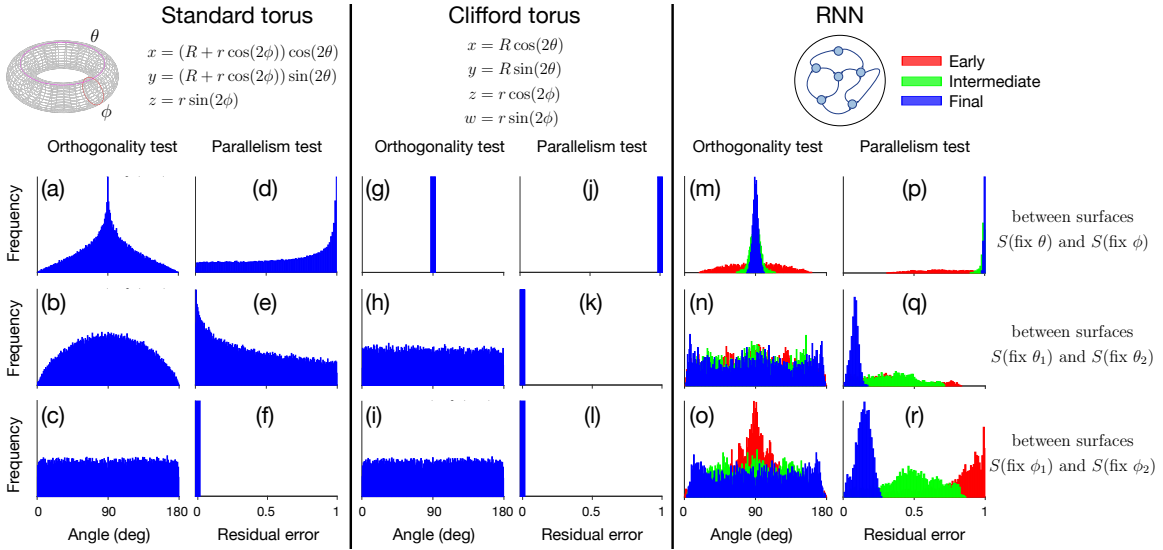 Standard torus
θ
ϕ
x = (R + r cos(2ϕ)) cos(2θ)
y = (R + r cos(2ϕ)) sin(2θ)
z = r sin(2ϕ)
Clifford torus
x = R cos(2θ)
y = R sin(2θ)
z = r cos(2ϕ)
w = r sin(2ϕ)
RNN
Early
Intermediate
Final
Orthogonality test
Parallelism test
Orthogonality test
Parallelism test
Orthogonality test
Parallelism test
Frequency
(a)
(d)
(g)
(j)
(m)
(p)
between surfaces
S(fix θ) and S(fix ϕ)
Frequency
(b)
(e)
(h)
(k)
(n)
(q)
between surfaces
S(fix θ₁) and S(fix θ₂)
Frequency
(c)
(f)
(i)
(l)
(o)
(r)
between surfaces
S(fix ϕ₁) and S(fix ϕ₂)
0 90 180
0 0.5 1
0 90 180
0 0.5 1
0 90 180
0 0.5 1
Angle (deg)
Residual error
Angle (deg)
Residual error
Angle (deg)
Residual error